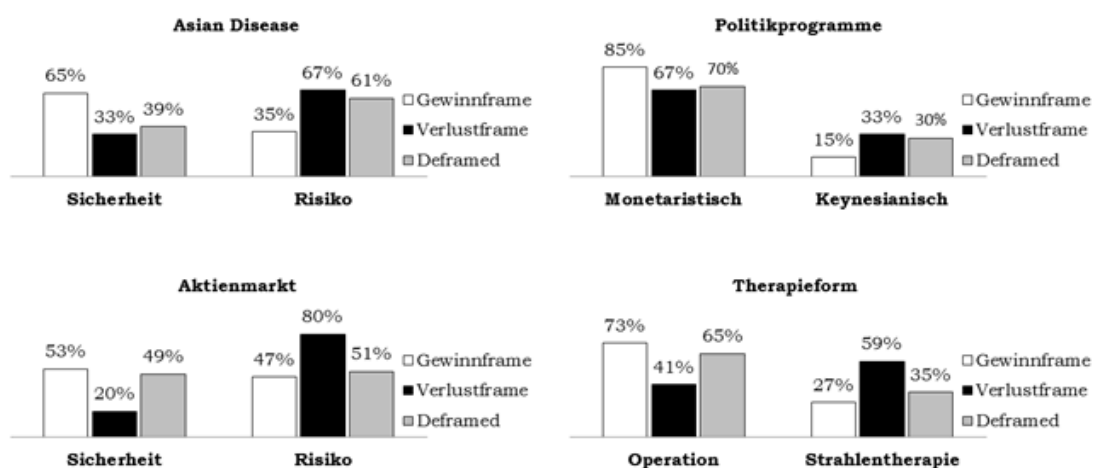 Asian Disease
65%
33%
39%
35%
67%
61%
Gewinnframe
Verlustframe
Deframed
Sicherheit
Risiko
Politikprogramme
85%
67%
70%
15%
33%
30%
Gewinnframe
Verlustframe
Deframed
Monetaristisch
Keynesianisch
Aktienmarkt
53%
20%
49%
47%
80%
51%
Gewinnframe
Verlustframe
Deframed
Sicherheit
Risiko
Therapieform
73%
41%
65%
27%
59%
35%
Gewinnframe
Verlustframe
Deframed
Operation
Strahlentherapie